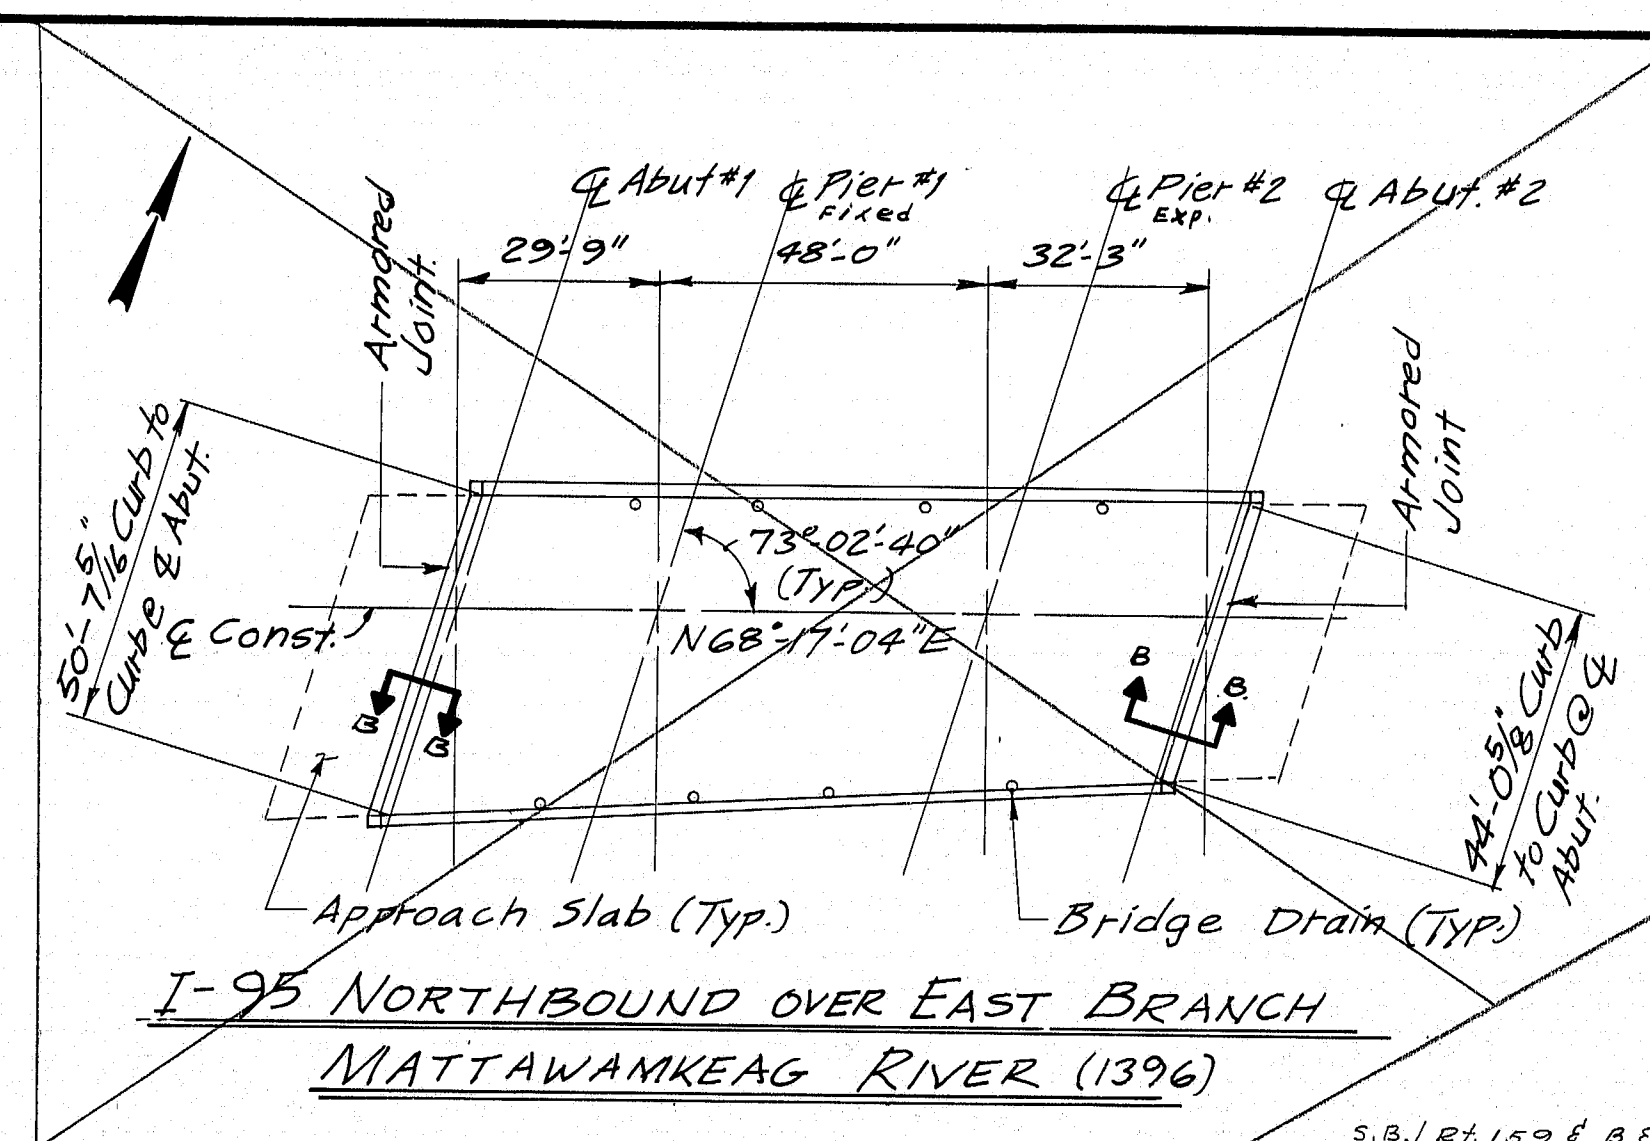 ℄ Abut #1
℄ Pier #1
Fixed
℄ Pier #2
Exp.
℄ Abut. #2
29'-9"
48'-0"
32'-3"
Armored
Joint.
Armored
Joint
50'-7 5/16" Curb to
Curb @ ℄ Abut.
73°-02'-40"
(Typ.)
℄ Const.
N68°-17'-04"E
B
B
B
B.
44'-0 5/8" Curb
to Curb @ ℄
Abut.
Approach Slab (Typ.)
Bridge Drain (Typ.)
I-95 NORTHBOUND OVER EAST BRANCH
MATTAWAMKEAG RIVER (1396)
S.B./Rt. 159 & B